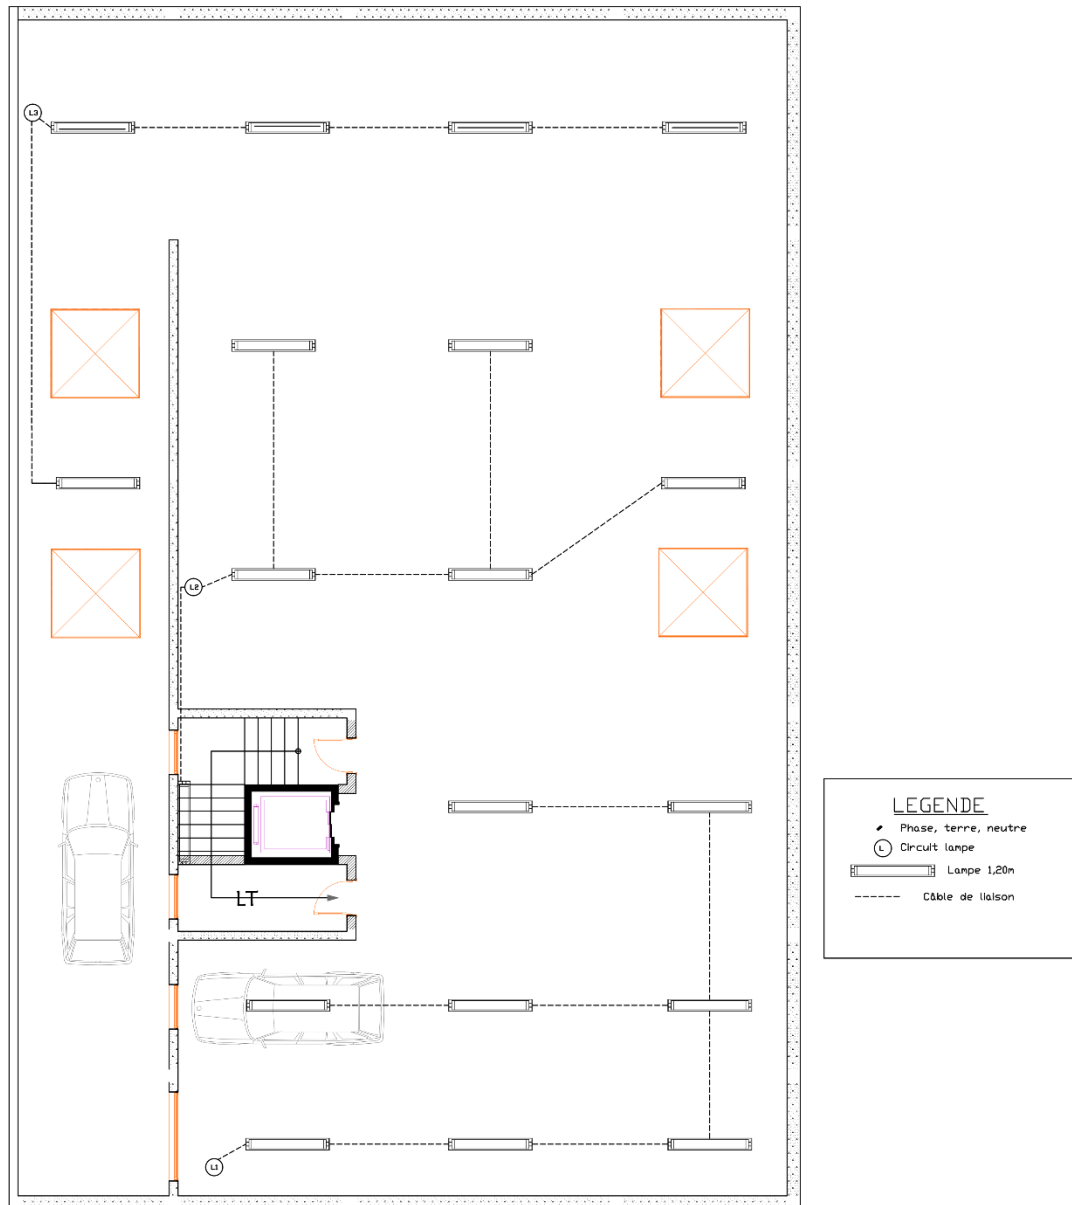 L3
L2
LT
L1
LEGENDE
Phase, terre, neutre
L Circuit lampe
Lampe 1,20m
Câble de liaison